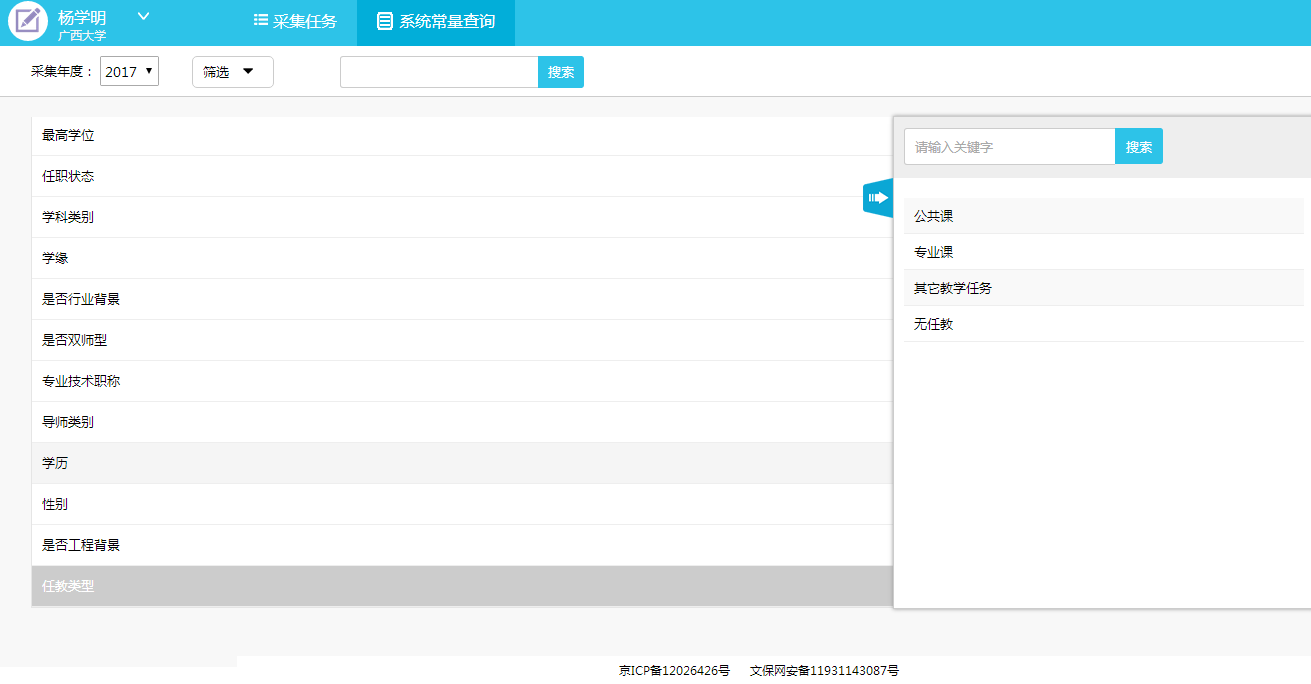 杨学明
广西大学
采集任务
系统常量查询
采集年度： 2017 筛选 搜索
最高学位
任职状态
学科类别
学缘
是否行业背景
是否双师型
专业技术职称
导师类别
学历
性别
是否工程背景
任教类型
请输入关键字 搜索
公共课
专业课
其它教学任务
无任教
京ICP备12026426号 文保网安备11931143087号